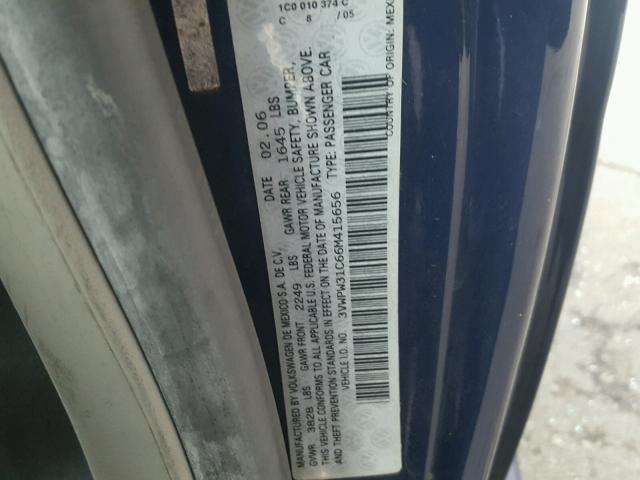 MANUFACTURED BY VOLKSWAGEN DE MEXICO S.A. DE C.V. DATE 02.06
GVWR 3828 LBS GAWR FRONT 2249 LBS GAWR REAR 1645 LBS
THIS VEHICLE CONFORMS TO ALL APPLICABLE U.S. FEDERAL MOTOR VEHICLE SAFETY, BUMPER,
AND THEFT PREVENTION STANDARDS IN EFFECT ON THE DATE OF MANUFACTURE SHOWN ABOVE.
VEHICLE I.D. NO. 3VWPW31C66M415656 TYPE: PASSENGER CAR
COUNTRY OF ORIGIN: MEX
1C0 010 374 C
C 8 /05